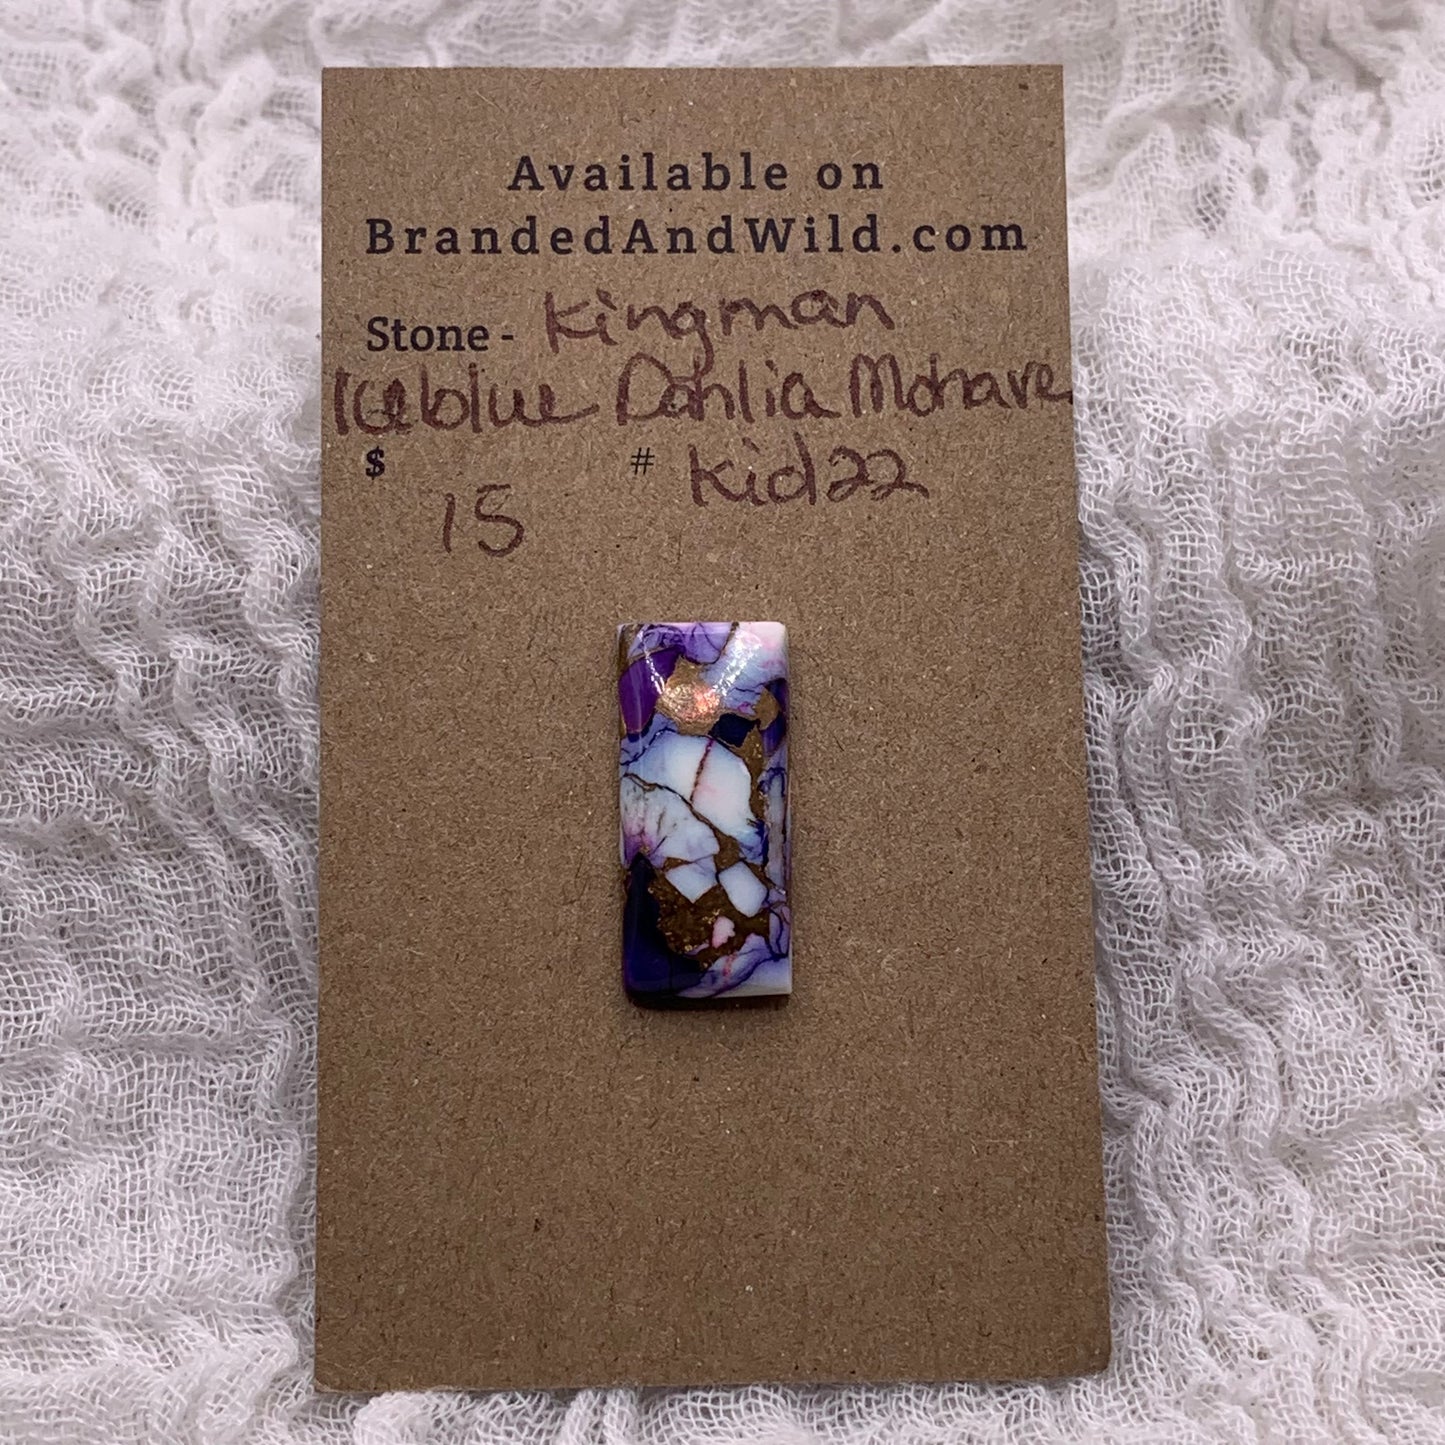 Available on
BrandedAndWild.com
Stone - Kingman
Iceblue Dahlia Mohave
$ 15 # Kid22